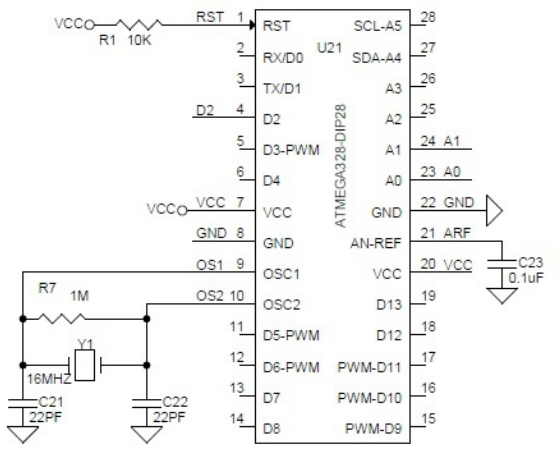 VCC RST 1 RST SCL-A5 28
R1 10K
U21
2 RX/D0 SDA-A4 27
3 TX/D1 A3 26
D2 4 D2 A2 25
ATMEGA328-DIP28
5 D3-PWM A1 24 A1
6 D4 A0 23 A0
VCC VCC 7 VCC GND 22 GND
GND 8 GND AN-REF 21 ARF
OS1 9 OSC1 VCC 20 VCC
C23
0.1uF
R7
1M
OS2 10 OSC2 D13 19
11 D5-PWM D12 18
Y1
16MHZ
12 D6-PWM PWM-D11 17
13 D7 PWM-D10 16
C21
22PF
C22
22PF
14 D8 PWM-D9 15